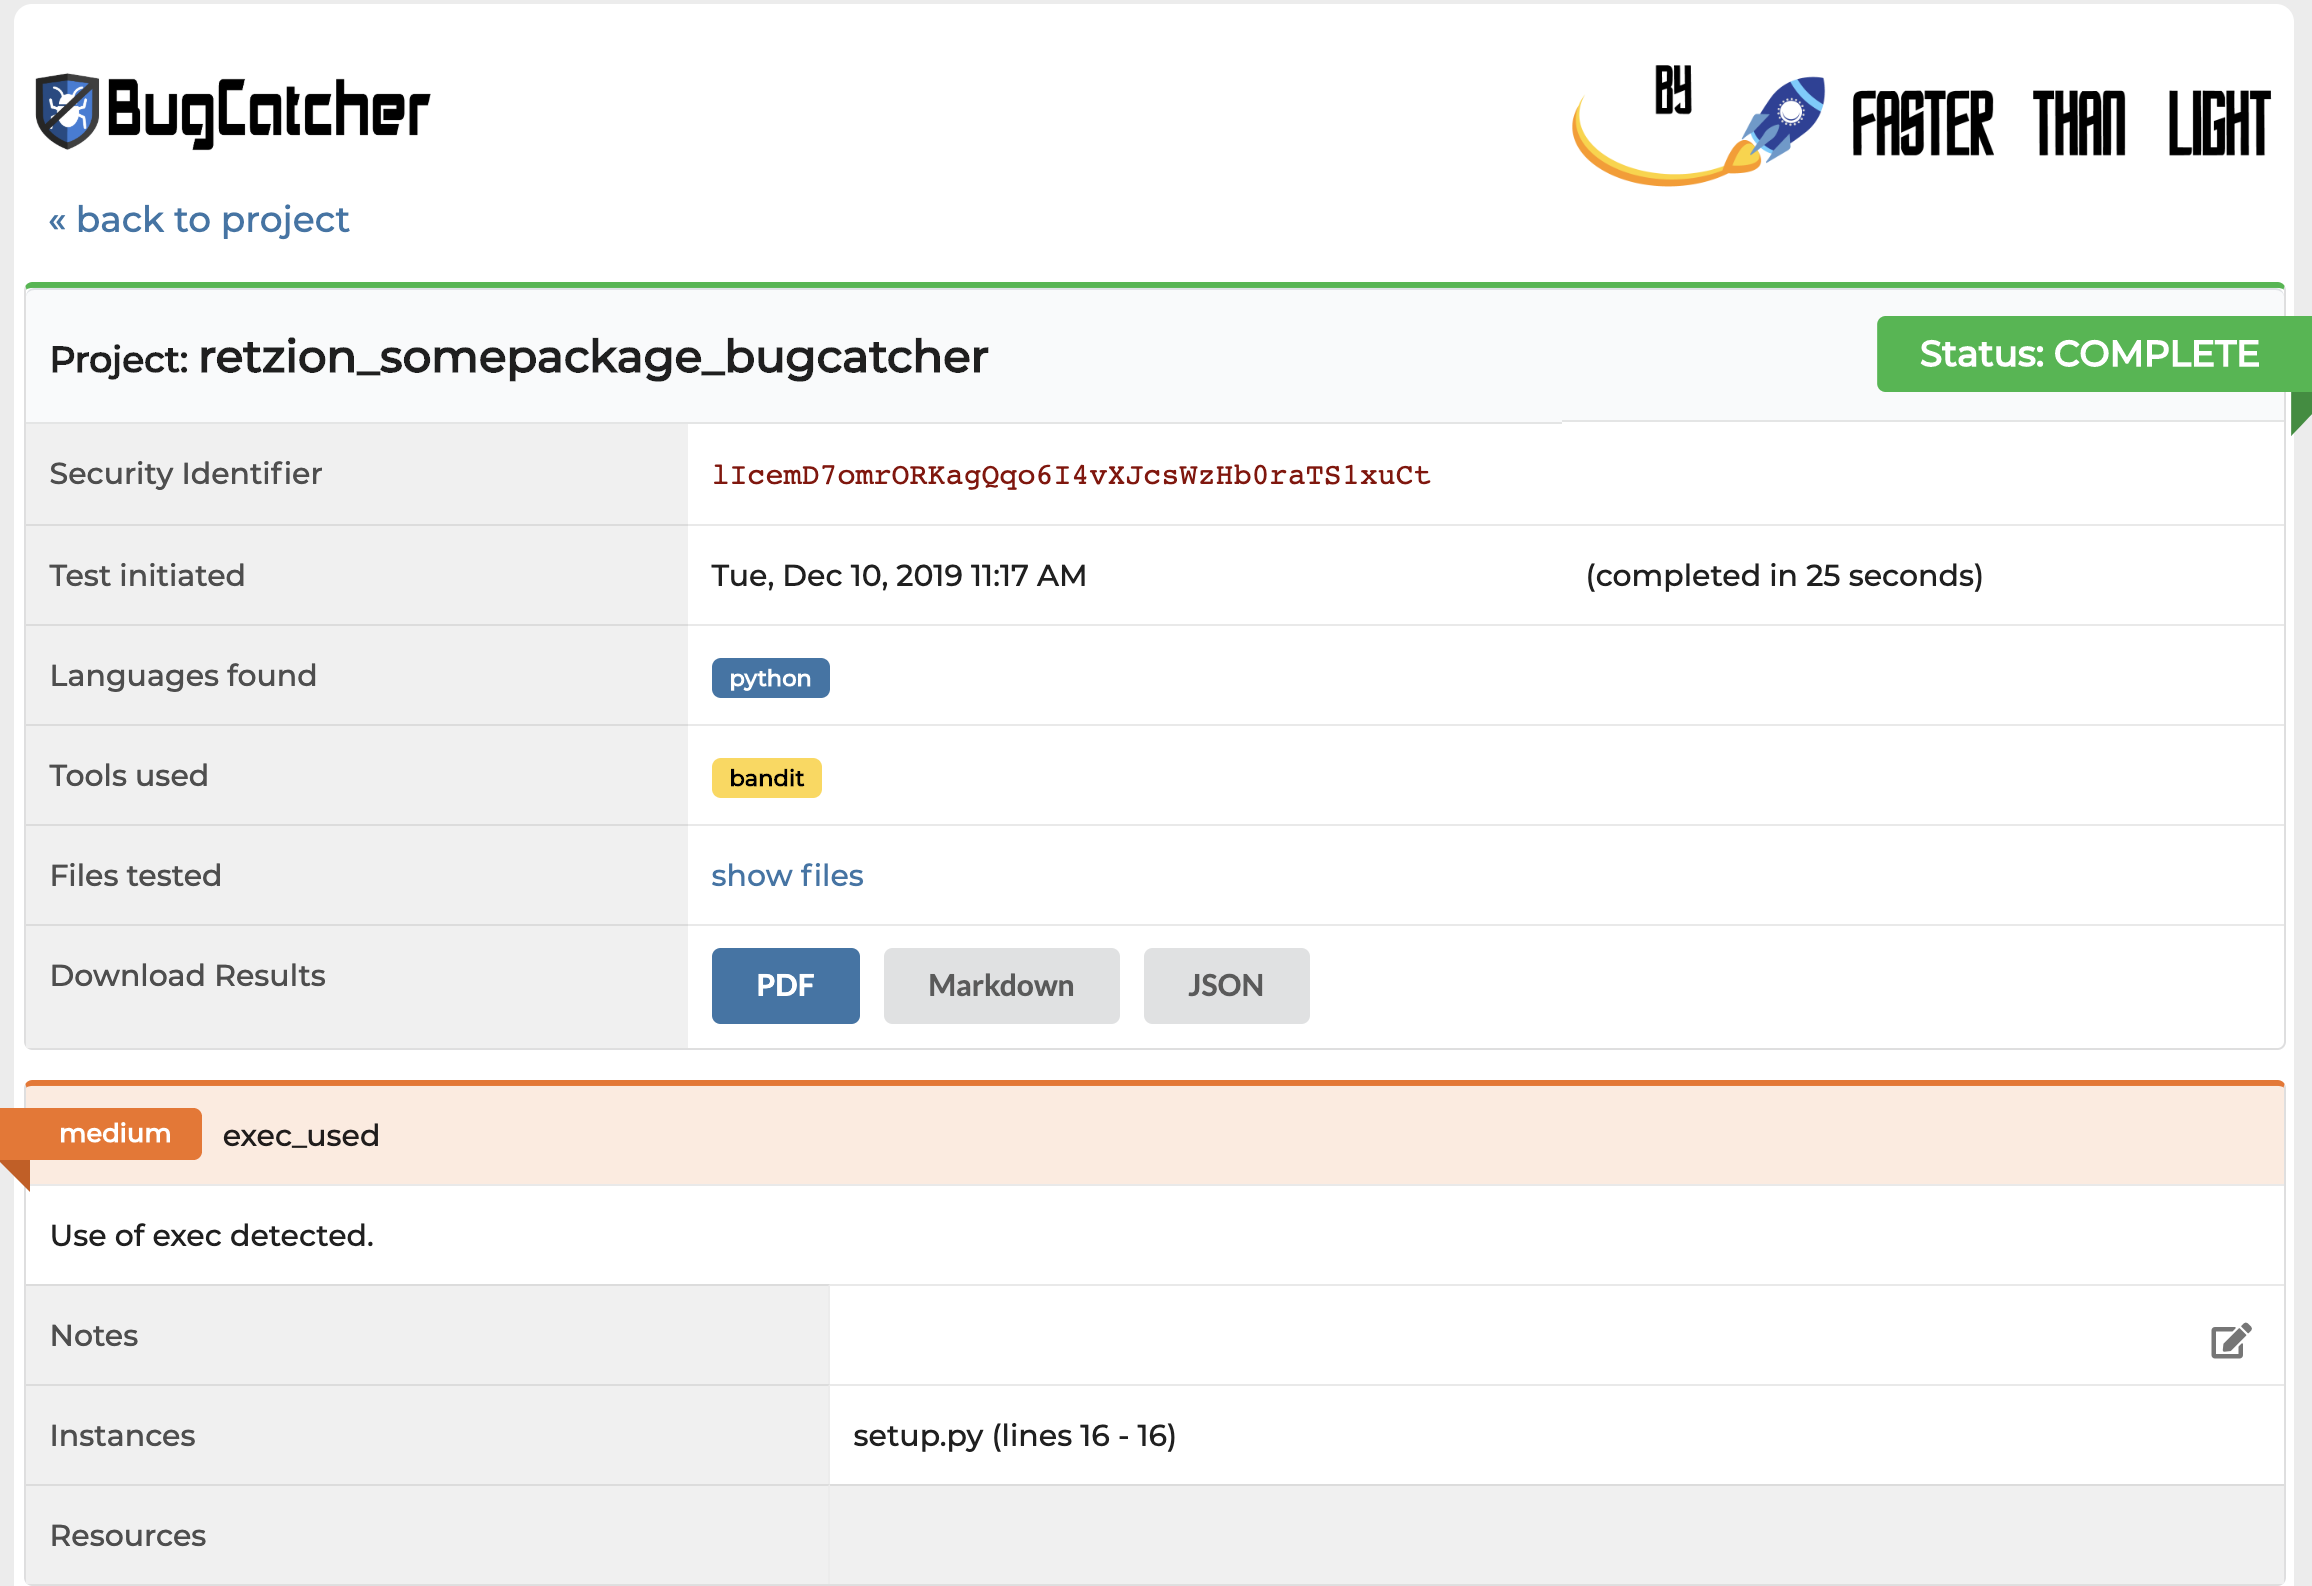 BugCatcher
BY FASTER THAN LIGHT
« back to project
Project: retzion_somepackage_bugcatcher
Status: COMPLETE
Security Identifier lIcemD7omrORKagQqo6I4vXJcsWzHb0raTS1xuCt
Test initiated Tue, Dec 10, 2019 11:17 AM (completed in 25 seconds)
Languages found python
Tools used bandit
Files tested show files
Download Results PDF Markdown JSON
medium exec_used
Use of exec detected.
Notes
Instances setup.py (lines 16 - 16)
Resources